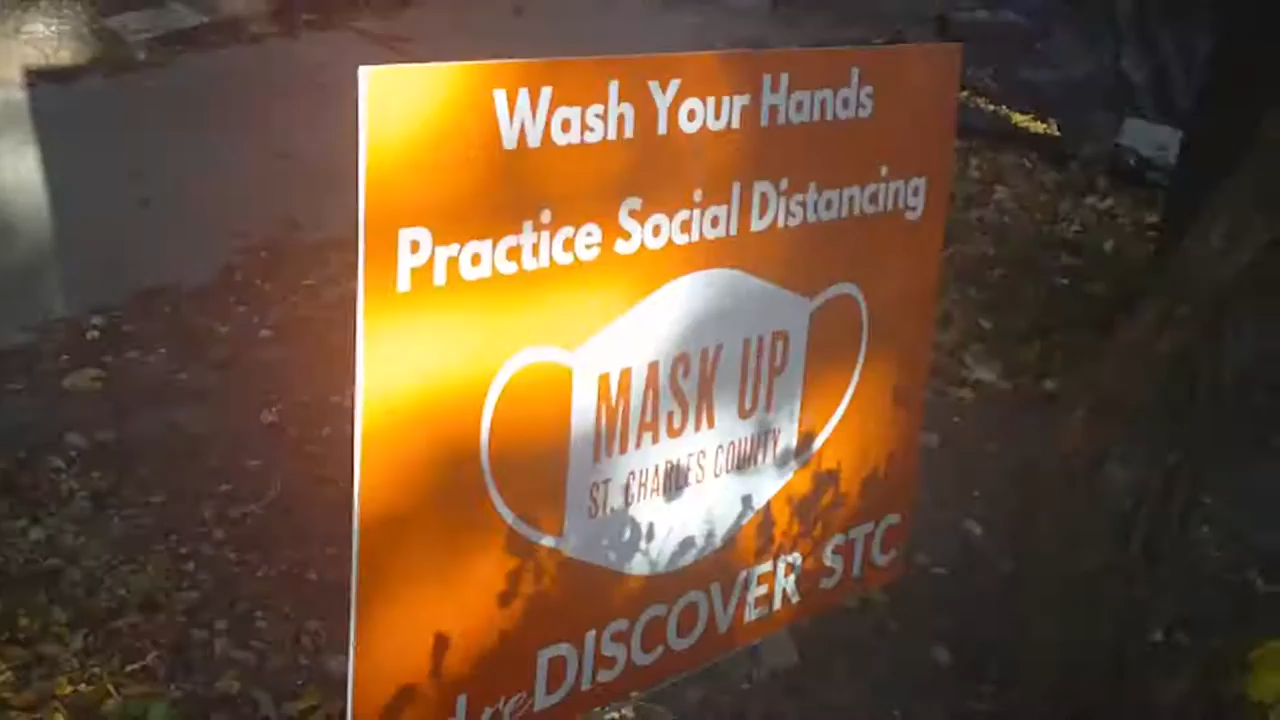 Wash Your Hands
Practice Social Distancing
MASK UP
ST. CHARLES COUNTY
DISCOVER STC